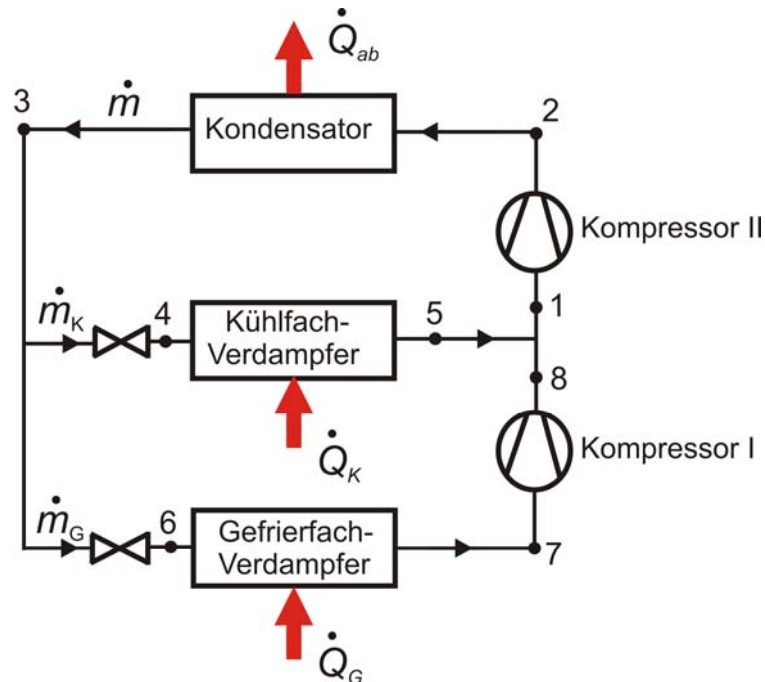 Q̇ab
3
ṁ
Kondensator
2
Kompressor II
ṁK
4
Kühlfach-
Verdampfer
5
1
8
Q̇K
Kompressor I
ṁG
6
Gefrierfach-
Verdampfer
7
Q̇G